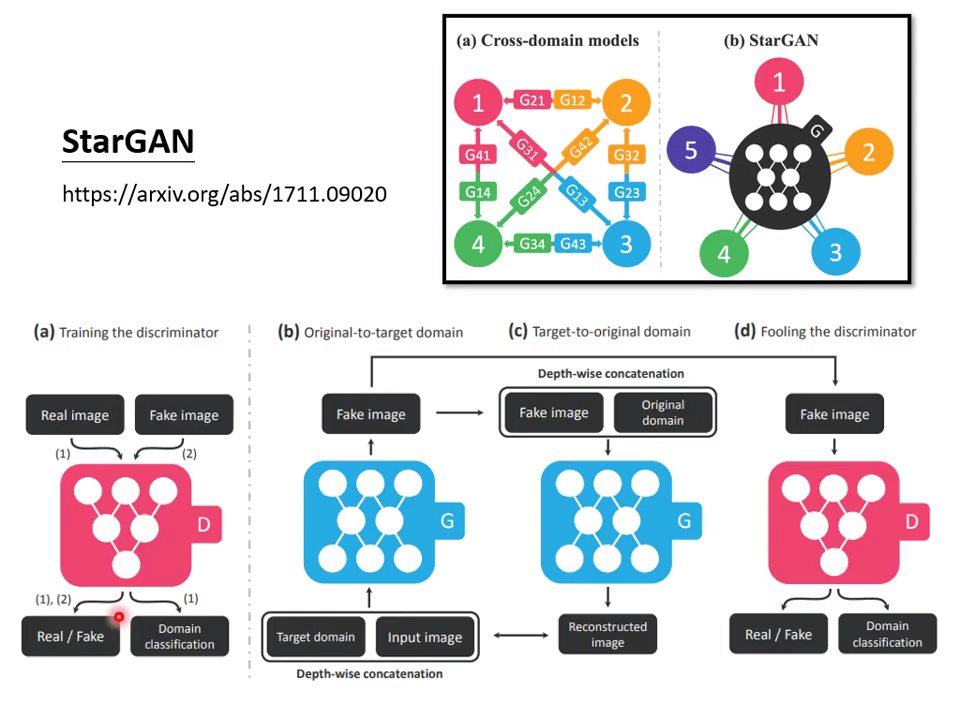 StarGAN
https://arxiv.org/abs/1711.09020
(a) Cross-domain models
(b) StarGAN
1
G21
G12
2
G41
G31
G42
G32
G14
G24
G13
G23
4
G34
G43
3
1
G
5
2
4
3
(a) Training the discriminator
(b) Original-to-target domain
(c) Target-to-original domain
(d) Fooling the discriminator
Real image
Fake image
(1)
(2)
D
(1), (2)
(1)
Real / Fake
Domain
classification
Fake image
G
Target domain
Input image
Depth-wise concatenation
Depth-wise concatenation
Fake image
Original
domain
G
Reconstructed
image
Fake image
D
Real / Fake
Domain
classification